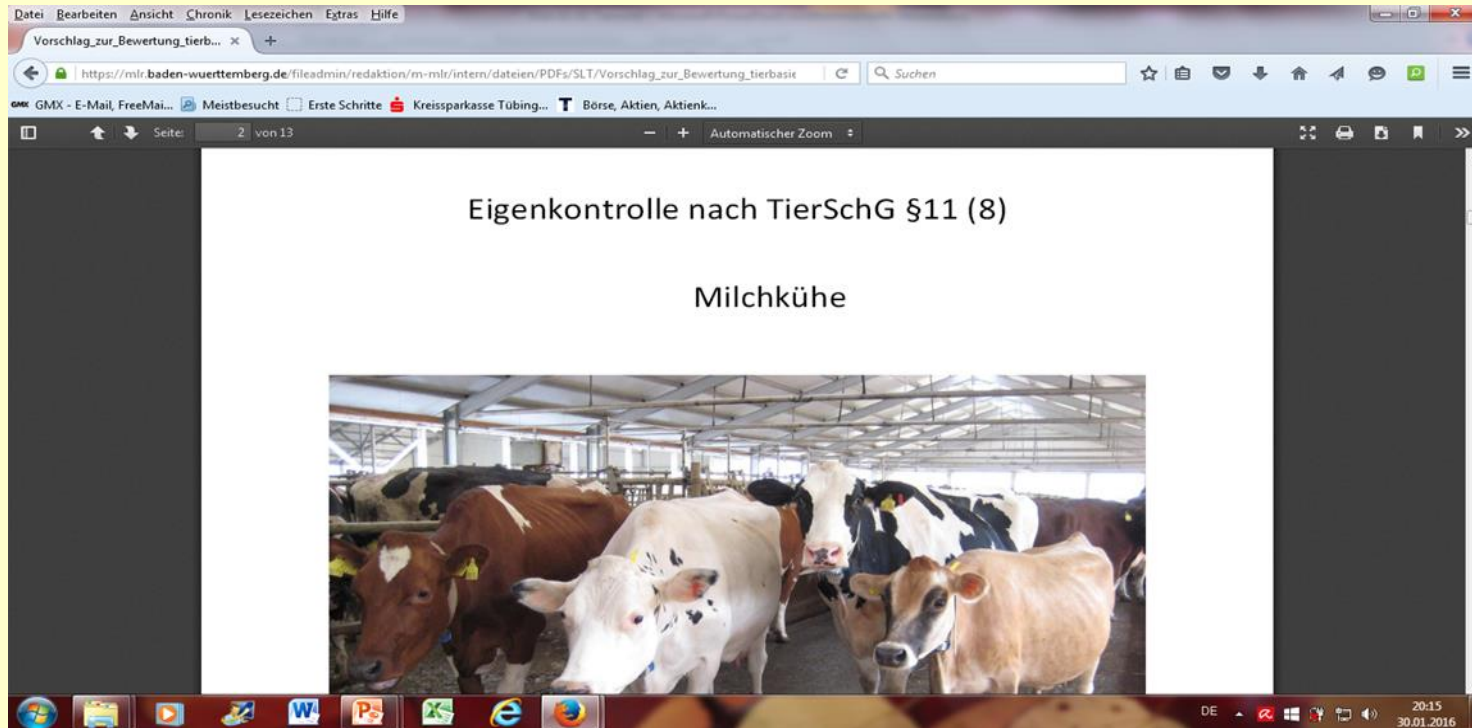 Datei Bearbeiten Ansicht Chronik Lesezeichen Extras Hilfe
Vorschlag_zur_Bewertung_tierb... × +
https://mlr.baden-wuerttemberg.de/fileadmin/redaktion/m-mlr/intern/dateien/PDFs/SLT/Vorschlag_zur_Bewertung_tierbasie
Suchen
GMX GMX - E-Mail, FreeMai... Meistbesucht Erste Schritte Kreissparkasse Tübing... T Börse, Aktien, Aktienk...
Seite: 2 von 13 − + Automatischer Zoom
Eigenkontrolle nach TierSchG §11 (8)
Milchkühe
DE 20:15
30.01.2016